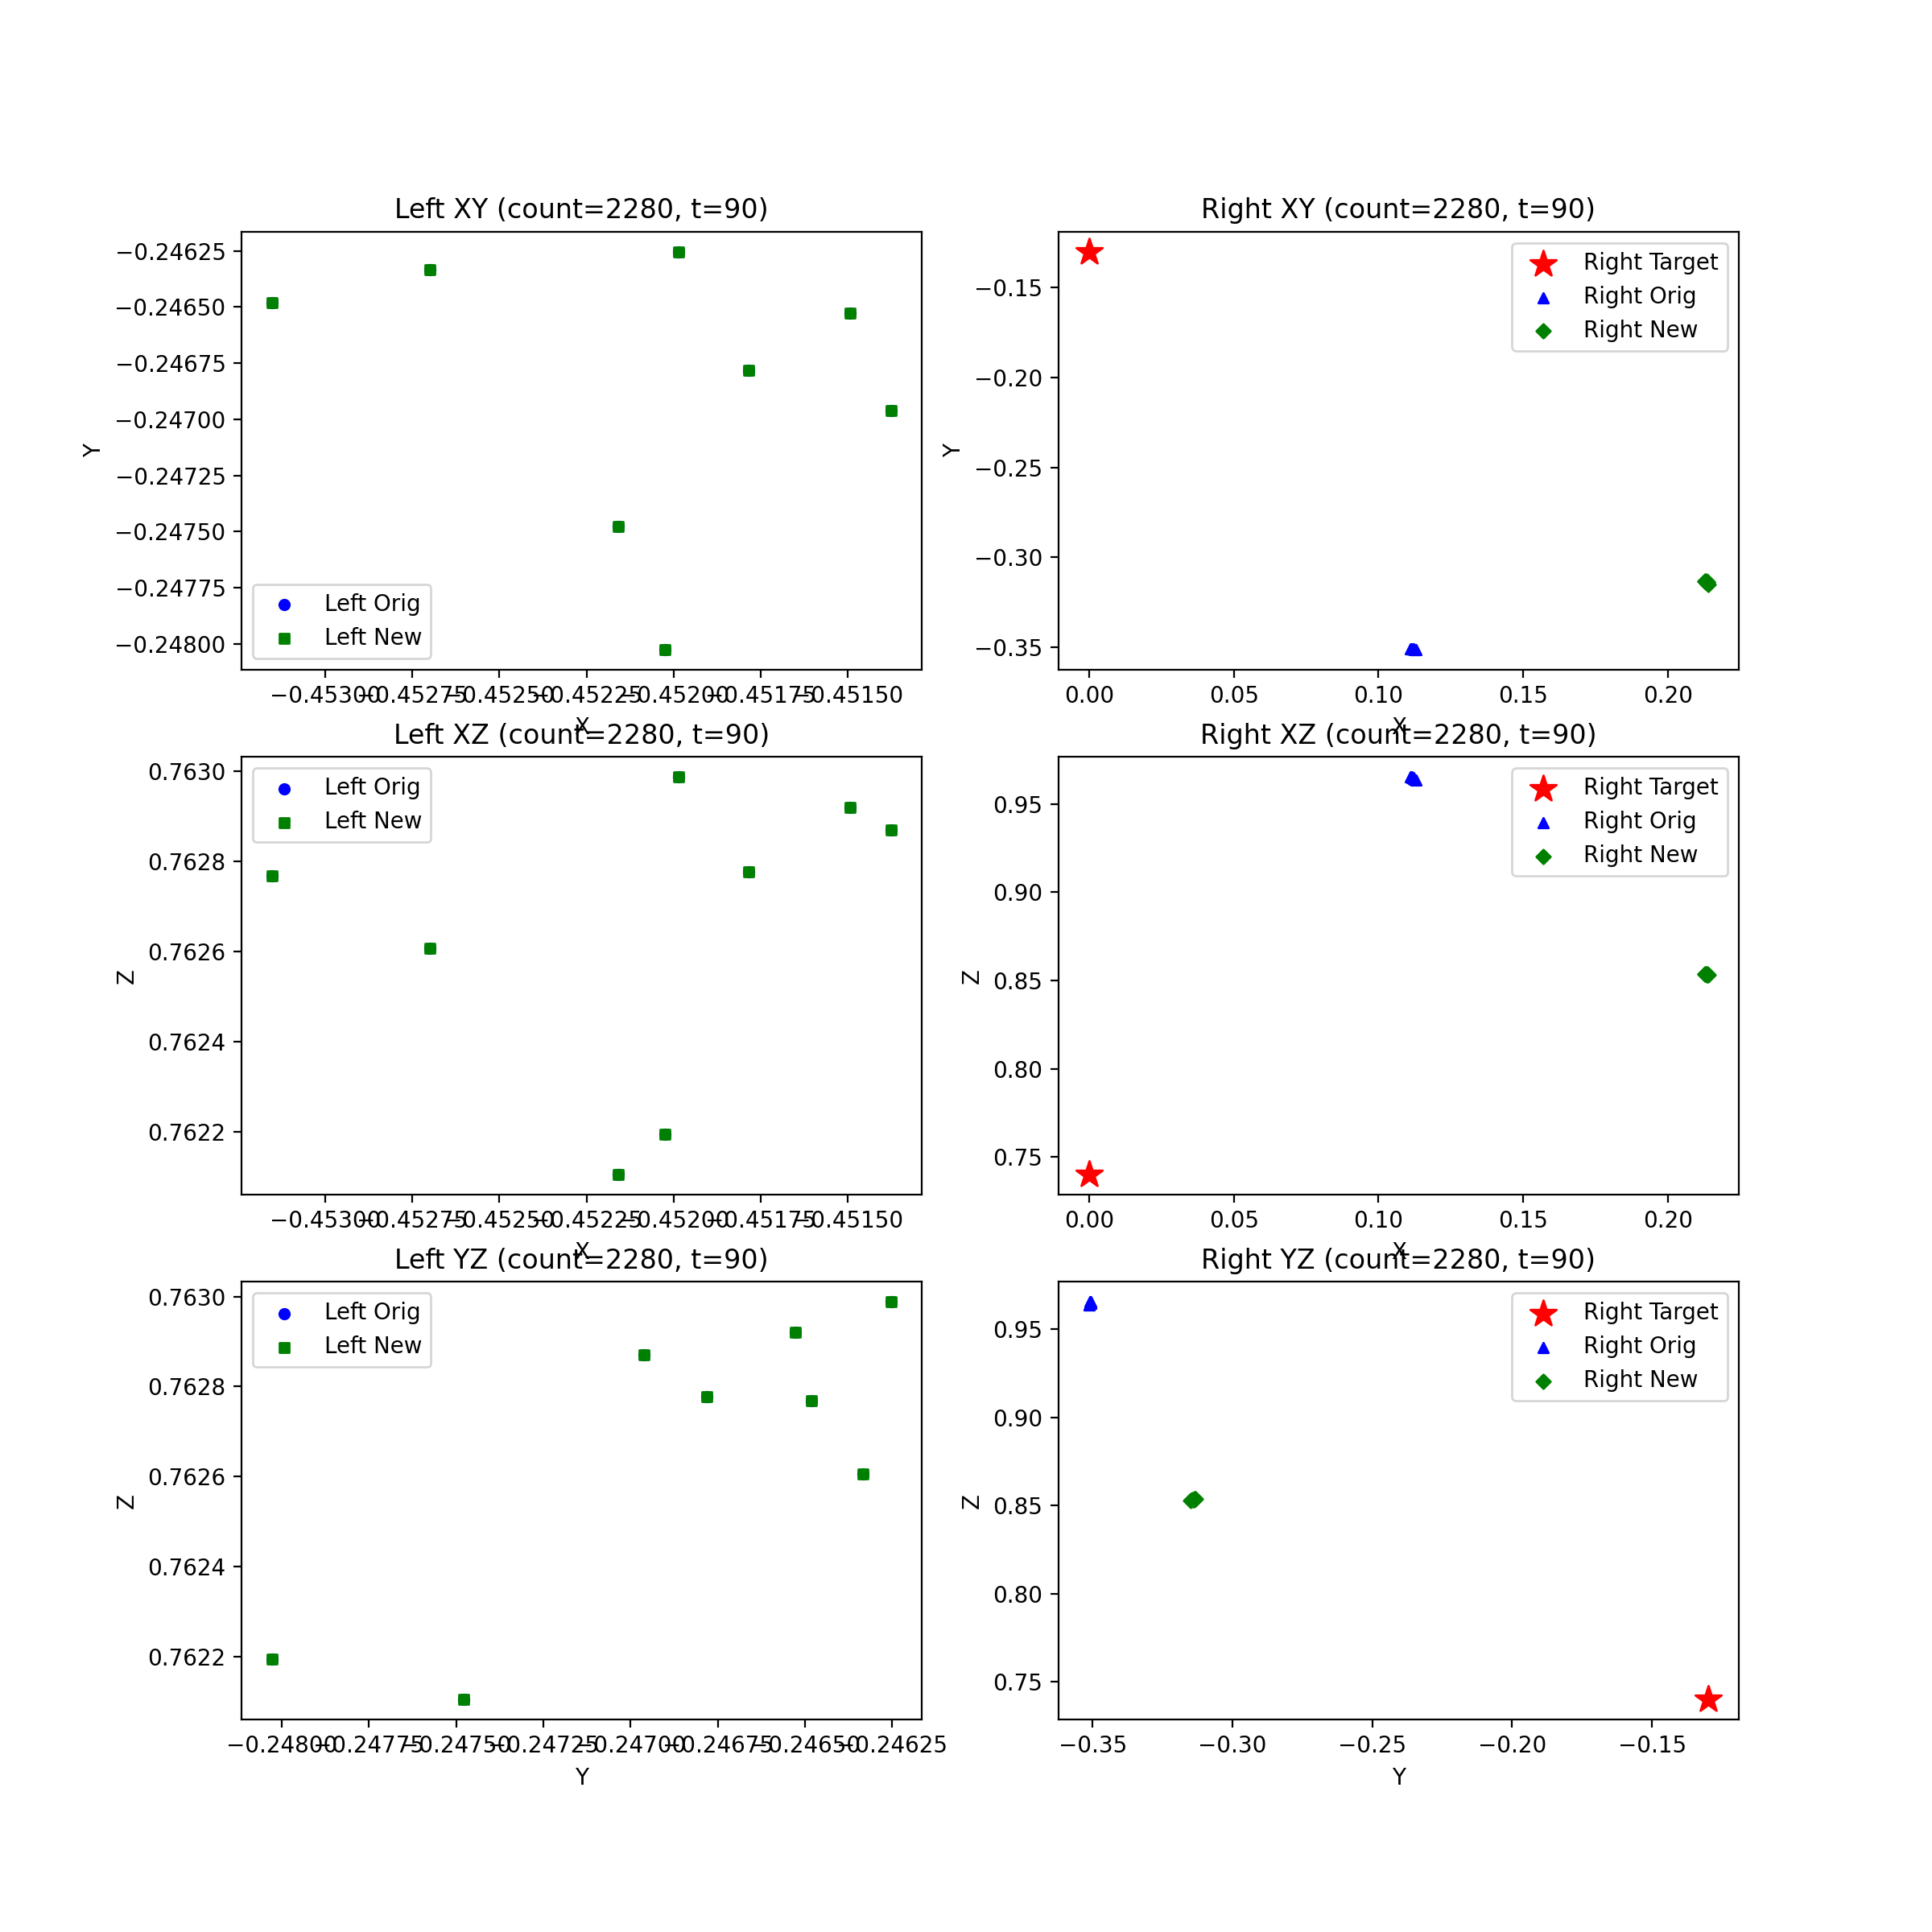 Left XY (count=2280, t=90)
−0.24625
−0.24650
−0.24675
−0.24700
−0.24725
−0.24750
−0.24775
−0.24800
Y
Left Orig
Left New
−0.45300 −0.45275 −0.45250 −0.45225 −0.45200 −0.45175 −0.45150
X
Right XY (count=2280, t=90)
−0.15
−0.20
−0.25
−0.30
−0.35
Y
Right Target
Right Orig
Right New
0.00 0.05 0.10 0.15 0.20
X
Left XZ (count=2280, t=90)
0.7630
0.7628
0.7626
0.7624
0.7622
Z
Left Orig
Left New
−0.45300 −0.45275 −0.45250 −0.45225 −0.45200 −0.45175 −0.45150
X
Right XZ (count=2280, t=90)
0.95
0.90
0.85
0.80
0.75
Z
Right Target
Right Orig
Right New
0.00 0.05 0.10 0.15 0.20
X
Left YZ (count=2280, t=90)
0.7630
0.7628
0.7626
0.7624
0.7622
Z
Left Orig
Left New
−0.24800 −0.24775 −0.24750 −0.24725 −0.24700 −0.24675 −0.24650 −0.24625
Y
Right YZ (count=2280, t=90)
0.95
0.90
0.85
0.80
0.75
Z
Right Target
Right Orig
Right New
−0.35 −0.30 −0.25 −0.20 −0.15
Y